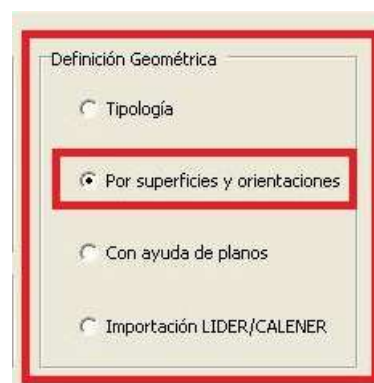 Definición Geométrica
Tipología
Por superficies y orientaciones
Con ayuda de planos
Importación LIDER/CALENER